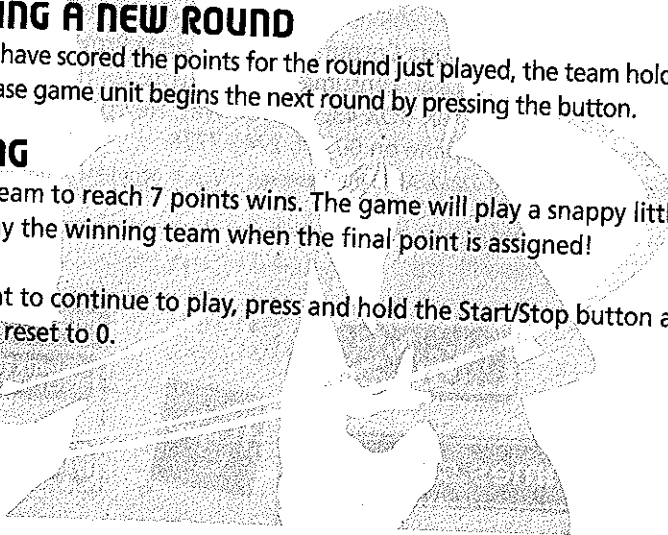 ING A NEW ROUND
have scored the points for the round just played, the team hold
ase game unit begins the next round by pressing the button.
NG
eam to reach 7 points wins. The game will play a snappy littl
y the winning team when the final point is assigned!
t to continue to play, press and hold the Start/Stop button a
reset to 0.